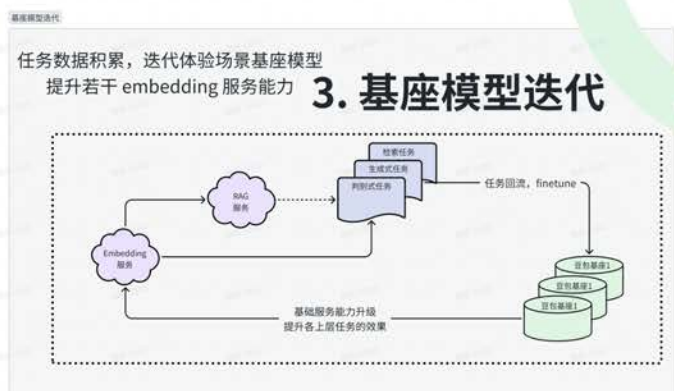 基座模型迭代
任务数据积累，迭代体验场景基座模型
提升若干 embedding 服务能力
3. 基座模型迭代
检索任务
生成式任务
判别式任务
RAG
服务
任务回流，finetune
Embedding
服务
豆包基座1
豆包基座1
豆包基座1
基础服务能力升级
提升各上层任务的效果